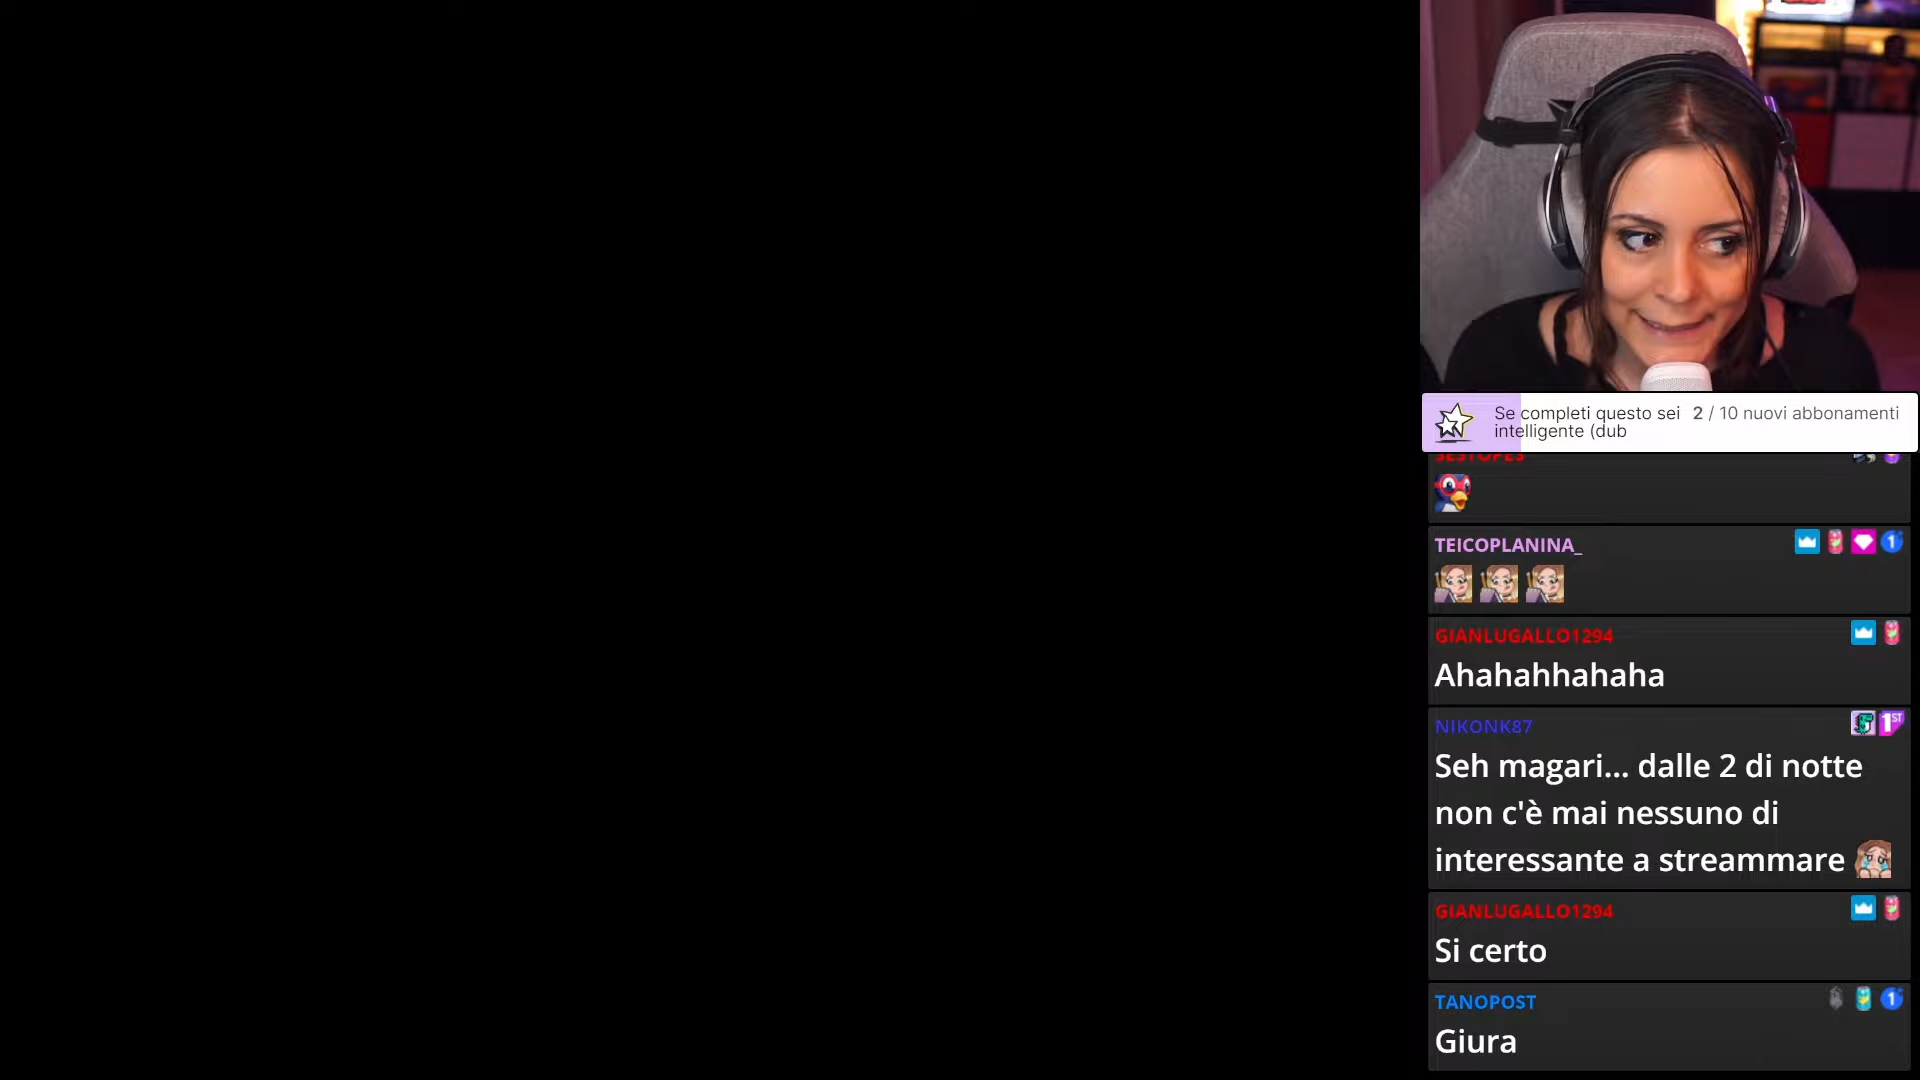 Se completi questo sei 2 / 10 nuovi abbonamenti
intelligente (dub
TEICOPLANINA_
GIANLUGALLO1294
Ahahahhahaha
NIKONK87
1ST
Seh magari... dalle 2 di notte
non c'è mai nessuno di
interessante a streammare
GIANLUGALLO1294
Si certo
TANOPOST
Giura